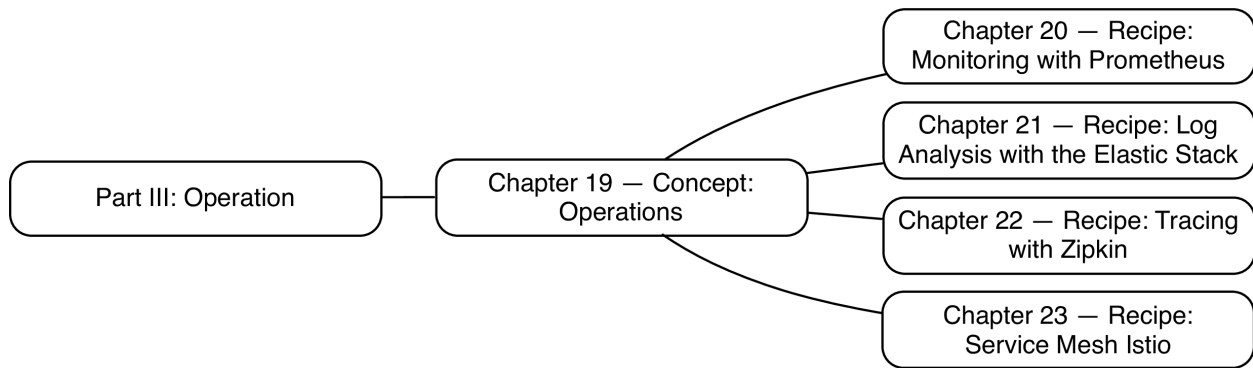 Part III: Operation
Chapter 19 — Concept:
Operations
Chapter 20 — Recipe:
Monitoring with Prometheus
Chapter 21 — Recipe: Log
Analysis with the Elastic Stack
Chapter 22 — Recipe: Tracing
with Zipkin
Chapter 23 — Recipe:
Service Mesh Istio